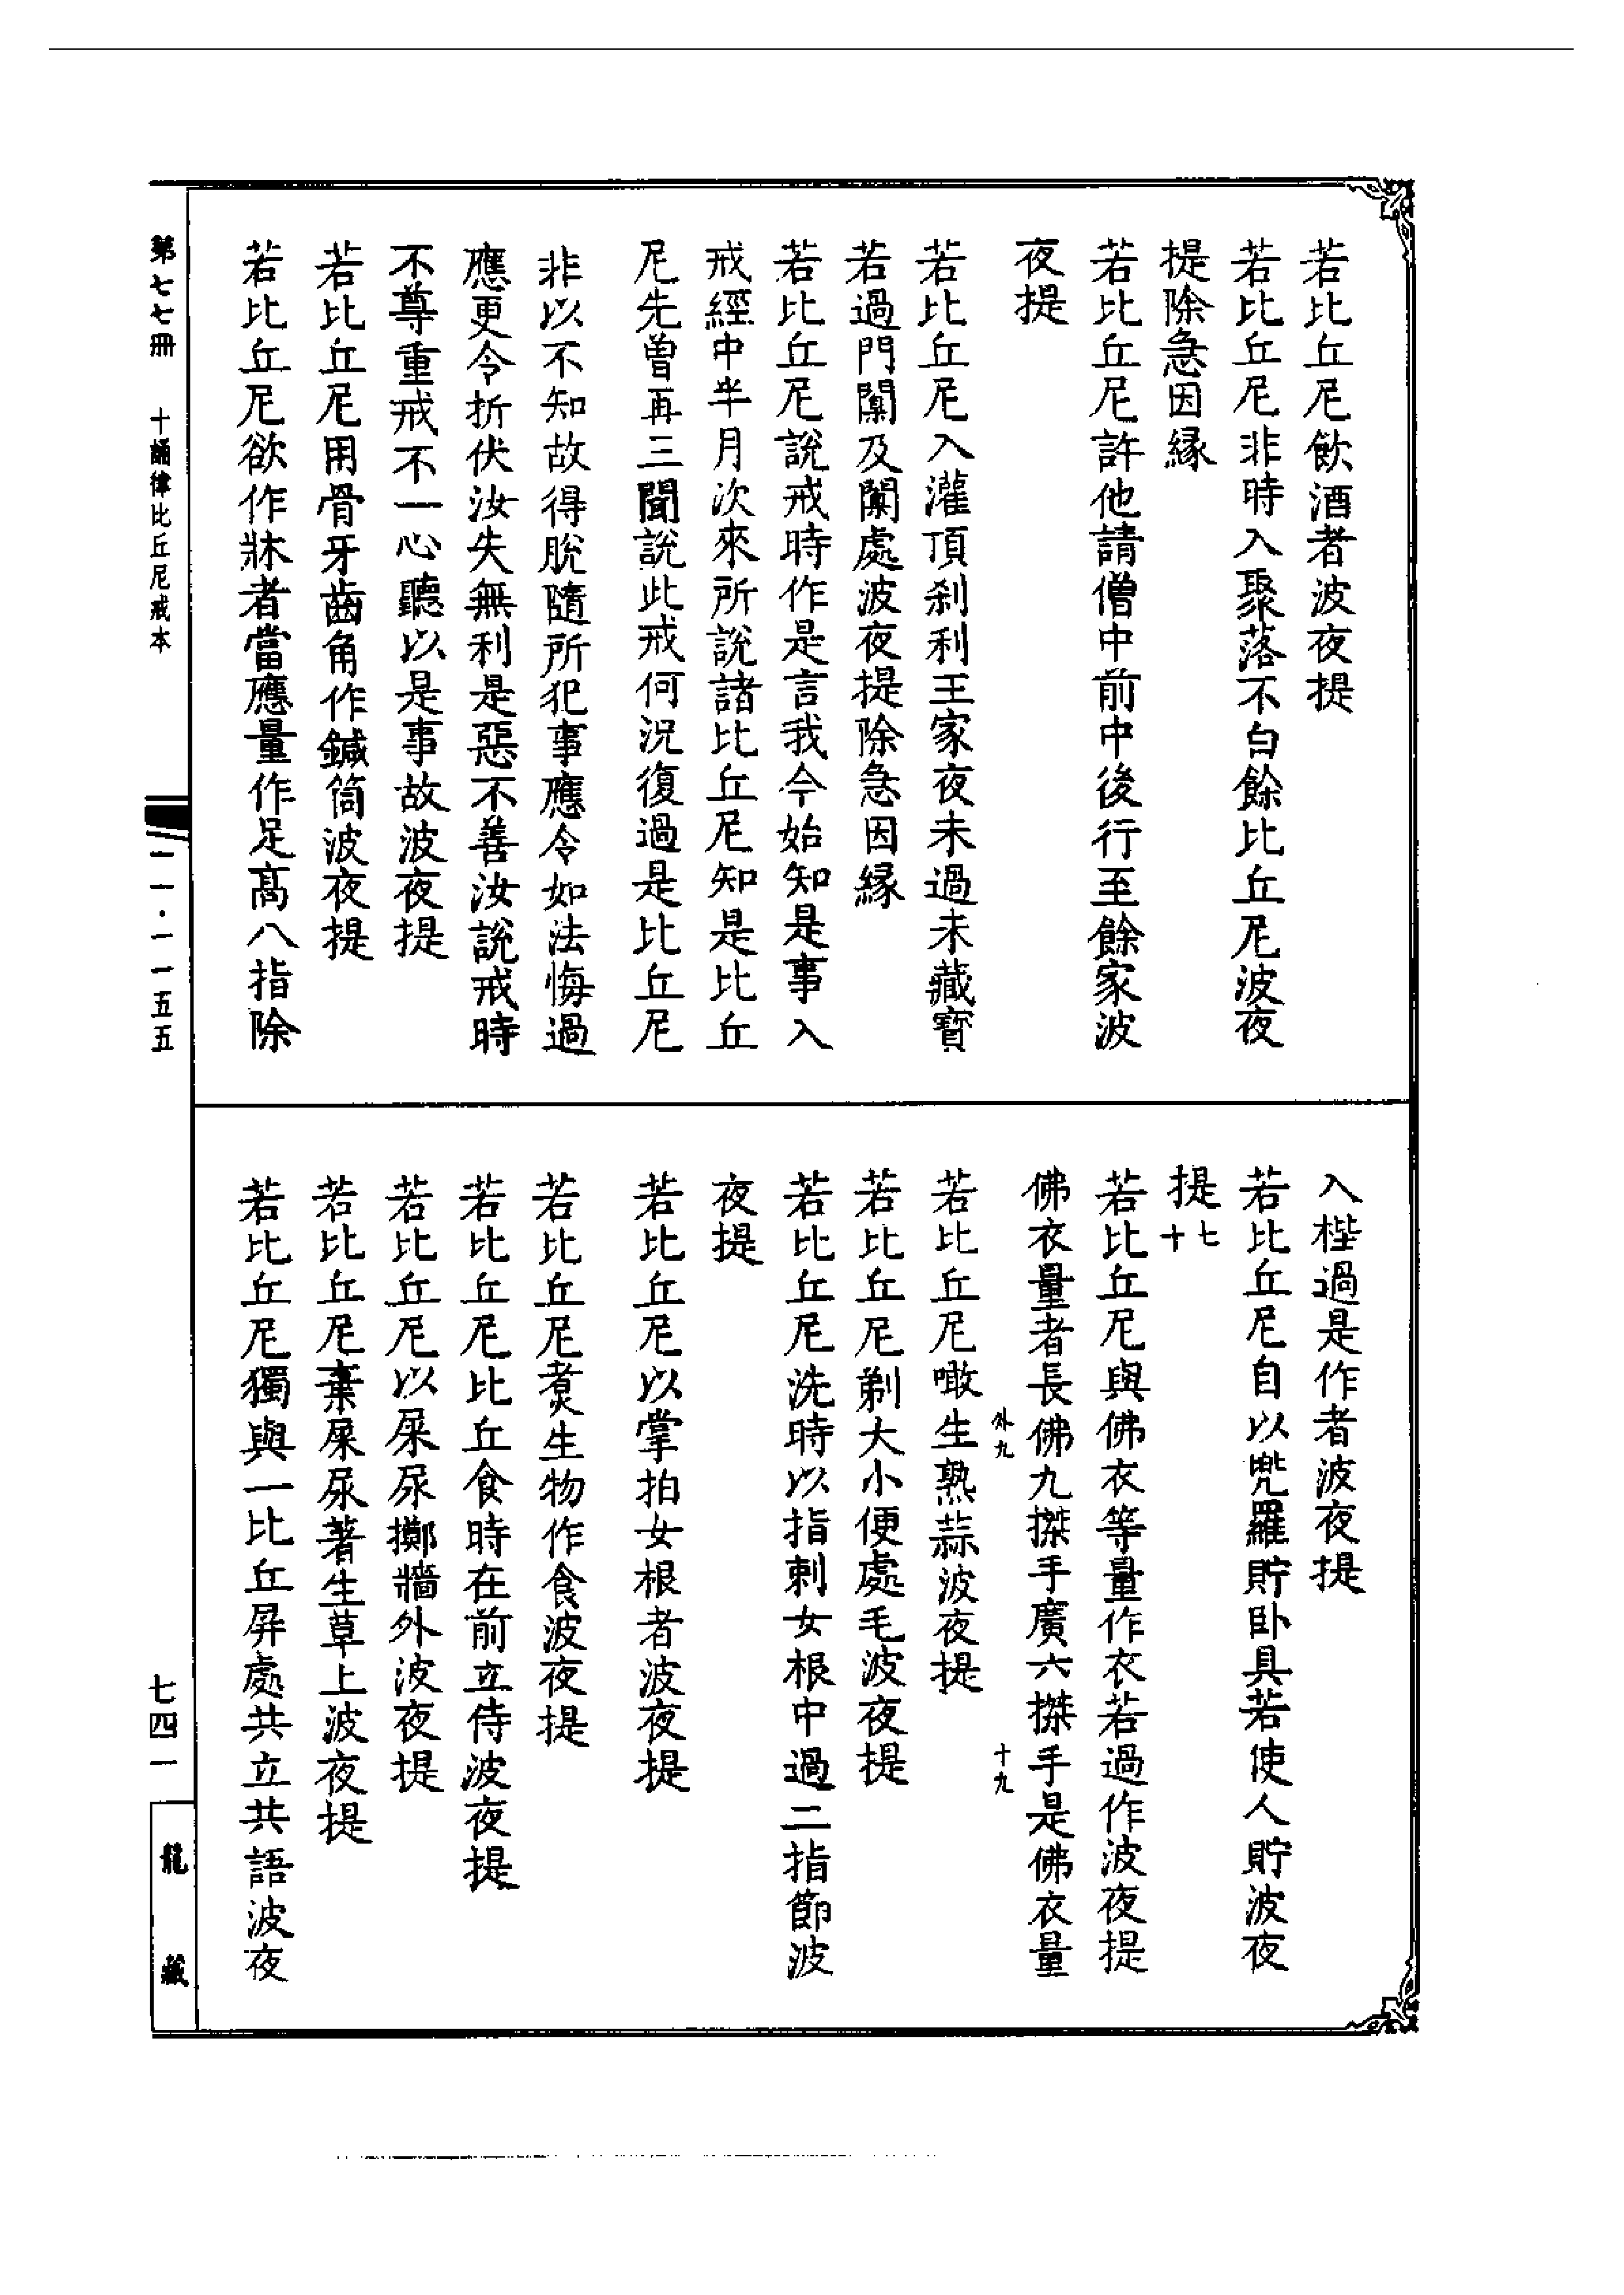 若比丘尼飲酒者波夜提
若比丘尼非時入聚落不白餘比丘尼波夜
提除急因緣
若比丘尼許他請僧中前中後行至餘家波
夜提
若比丘尼入灌頂刹利王家夜未過未藏寶
若過門閫及閫處波夜提除急因緣
若比丘尼說戒時作是言我今始知是事入
戒經中半月次來所說諸比丘尼知是比丘
尼先曾再三聞說此戒何況復過是比丘尼
非以不知故得脫隨所犯事應令如法悔過
應更令折伏汝失無利是惡不善汝說戒時
不尊重戒不一心聽以是事故波夜提
若比丘尼用骨牙齒角作鍼筒波夜提
若比丘尼欲作牀者當應量作足高八指除
入梐過是作者波夜提
若比丘尼自以兜羅貯卧具若使人貯波夜
提七十
若比丘尼與佛衣等量作衣若過作波夜提
佛衣量者長佛九搩手廣六搩手是佛衣量
外九
十九
若比丘尼噉生熟蒜波夜提
若比丘尼剃大小便處毛波夜提
若比丘尼洗時以指刺女根中過二指節波
夜提
若比丘尼以掌拍女根者波夜提
若比丘尼煑生物作食波夜提
若比丘尼比丘食時在前立侍波夜提
若比丘尼以屎尿擲牆外波夜提
若比丘尼棄屎尿著生草上波夜提
若比丘尼獨與一比丘屏處共立共語波夜
第七七冊 十誦律比丘尼戒本
一一·一一五五
七四一
龍藏